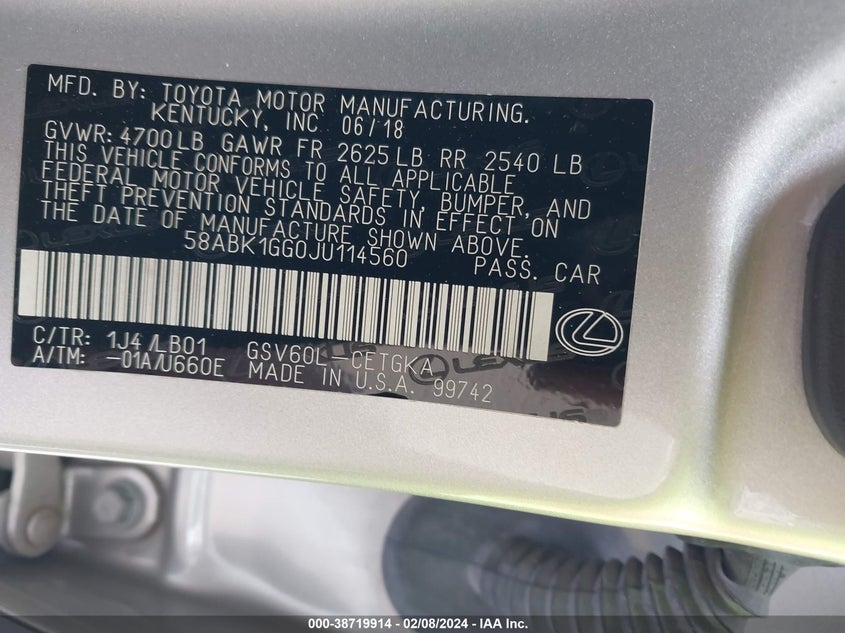 MFD. BY: TOYOTA MOTOR MANUFACTURING.
KENTUCKY, INC 06/18
GVWR: 4700LB GAWR FR 2625LB RR 2540 LB
THIS VEHICLE CONFORMS TO ALL APPLICABLE
FEDERAL MOTOR VEHICLE SAFETY, BUMPER, AND
THEFT PREVENTION STANDARDS IN EFFECT ON
THE DATE OF MANUFACTURE SHOWN ABOVE.
58ABK1GG0JU114560 PASS. CAR
C/TR: 1J4 /LB01 GSV60L-CETGKA
A/TM: -01A/U660E MADE IN U.S.A. 99742
LEXUS
000-38719914 - 02/08/2024 - IAA Inc.